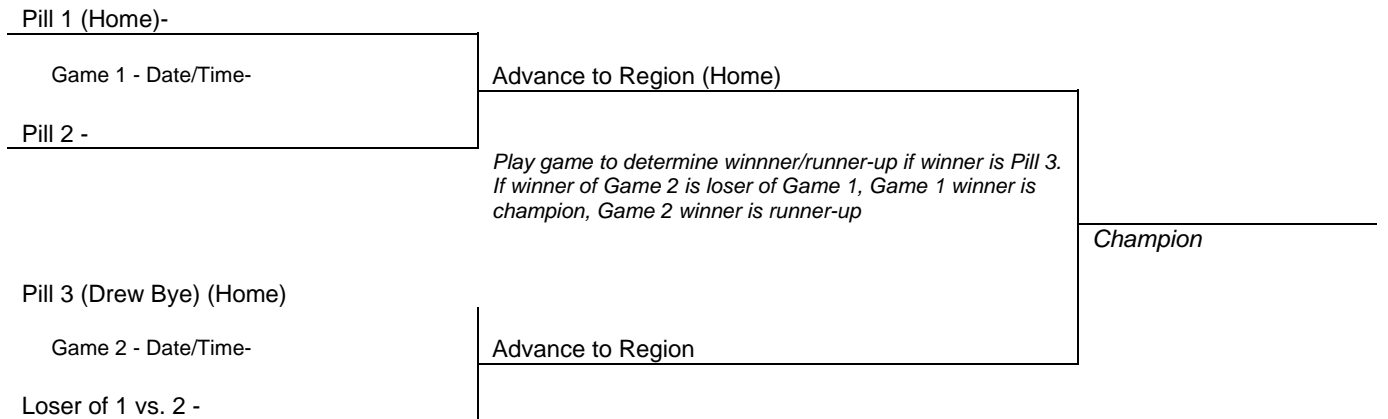 Pill 1 (Home)-
Game 1 - Date/Time-
Advance to Region (Home)
Pill 2 -
Play game to determine winnner/runner-up if winner is Pill 3.
If winner of Game 2 is loser of Game 1, Game 1 winner is
champion, Game 2 winner is runner-up
Champion
Pill 3 (Drew Bye) (Home)
Game 2 - Date/Time-
Advance to Region
Loser of 1 vs. 2 -